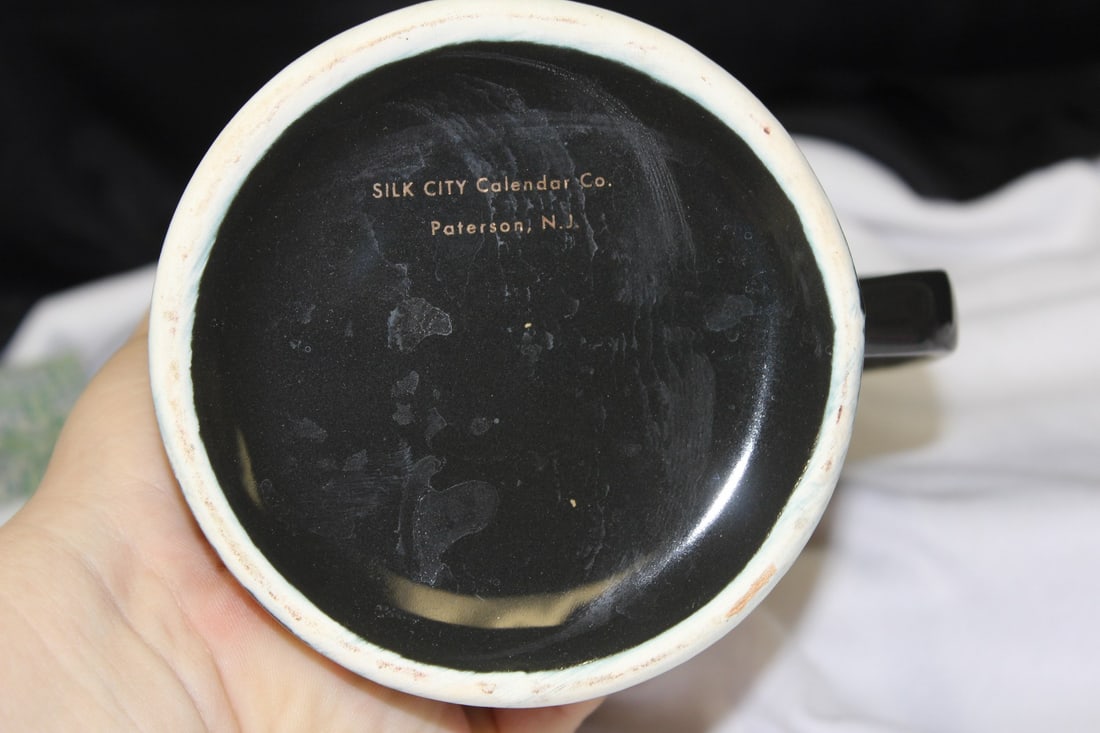 SILK CITY Calendar Co.
Paterson, N.J.